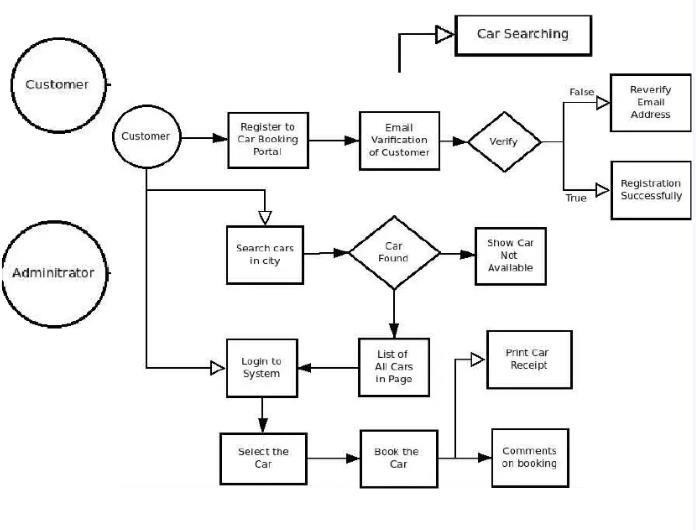 Car Searching
Customer
False
Reverify
Email
Address
Customer
Register to
Car Booking
Portal
Email
Varification
of Customer
Verify
True
Registration
Successfully
Adminitrator
Search cars
in city
Car
Found
Show Car
Not
Available
Login to
System
List of
All Cars
in Page
Print Car
Receipt
Select the
Car
Book the
Car
Comments
on booking